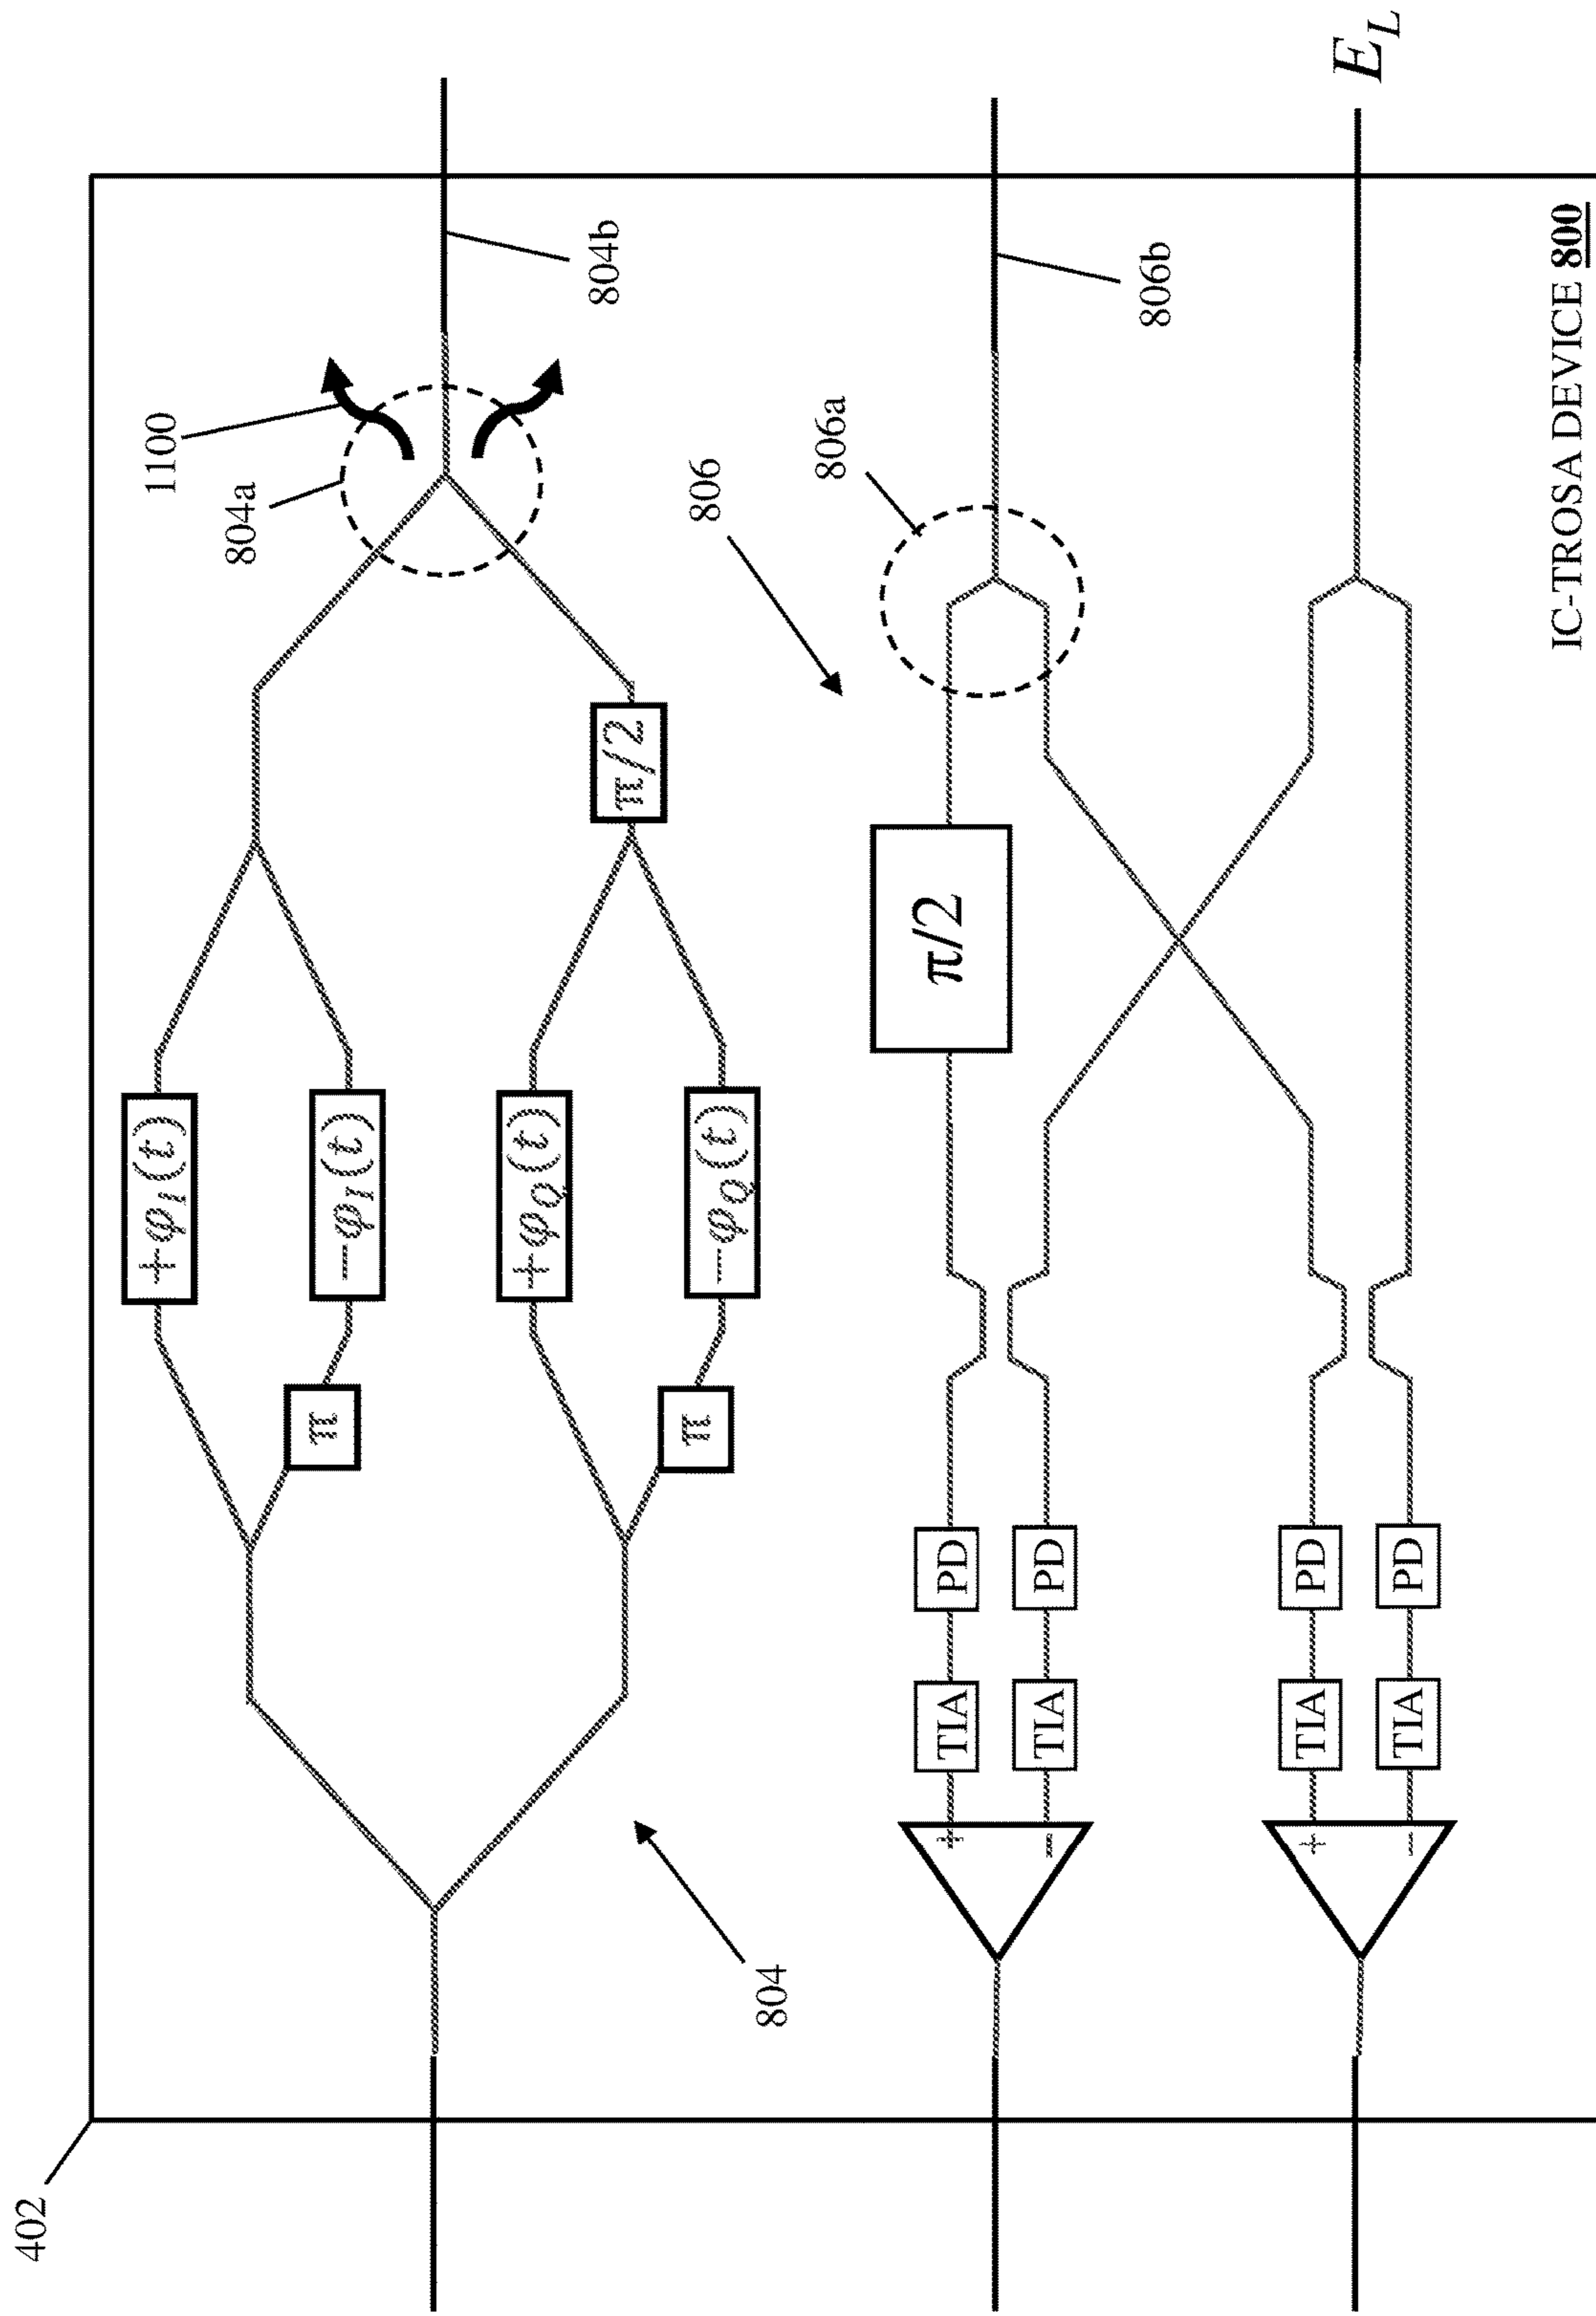 402
+φ_I(t)
1100
804a
π
−φ_I(t)
+φ_Q(t)
804b
π/2
π
−φ_Q(t)
806
804
806a
π/2
+ TIA PD
− TIA PD
806b
+ TIA PD
E_L
− TIA PD
IC-TROSA DEVICE 800